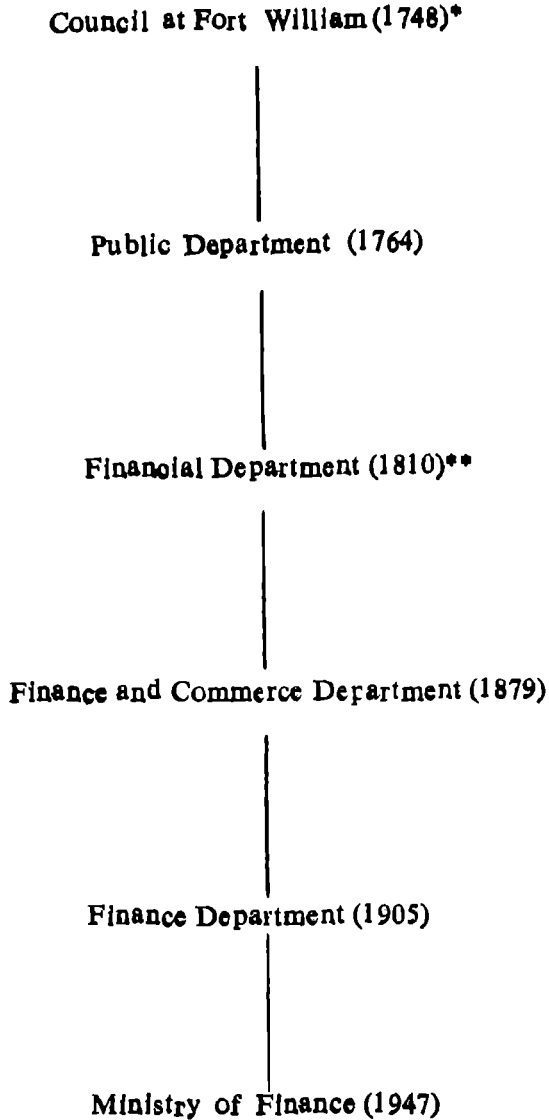 Council at Fort William (1748)*
Public Department (1764)
Financial Department (1810)**
Finance and Commerce Department (1879)
Finance Department (1905)
Ministry of Finance (1947)